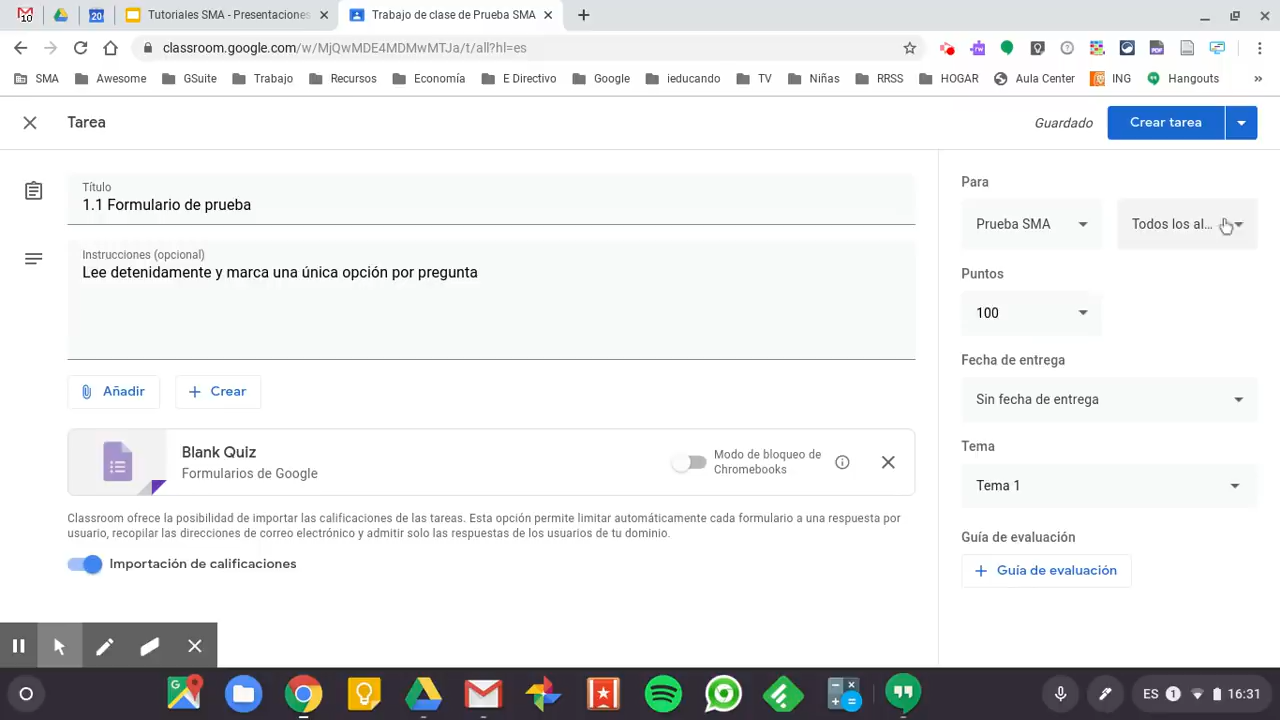 10
20
Tutoriales SMA - Presentaciones
Trabajo de clase de Prueba SMA
classroom.google.com/w/MjQwMDE4MDMwMTJa/t/all?hl=es
SMA
Awesome
GSuite
Trabajo
Recursos
Economía
E Directivo
Google
ieducando
TV
Niñas
RRSS
HOGAR
Aula Center
ING
Hangouts
»
Tarea
Guardado
Crear tarea
Título
1.1 Formulario de prueba
Instrucciones (opcional)
Lee detenidamente y marca una única opción por pregunta
Añadir
Crear
Blank Quiz
Formularios de Google
Modo de bloqueo de
Chromebooks
Classroom ofrece la posibilidad de importar las calificaciones de las tareas. Esta opción permite limitar automáticamente cada formulario a una respuesta por
usuario, recopilar las direcciones de correo electrónico y admitir solo las respuestas de los usuarios de tu dominio.
Importación de calificaciones
Para
Prueba SMA
Todos los al...
Puntos
100
Fecha de entrega
Sin fecha de entrega
Tema
Tema 1
Guía de evaluación
Guía de evaluación
ES
1
16:31